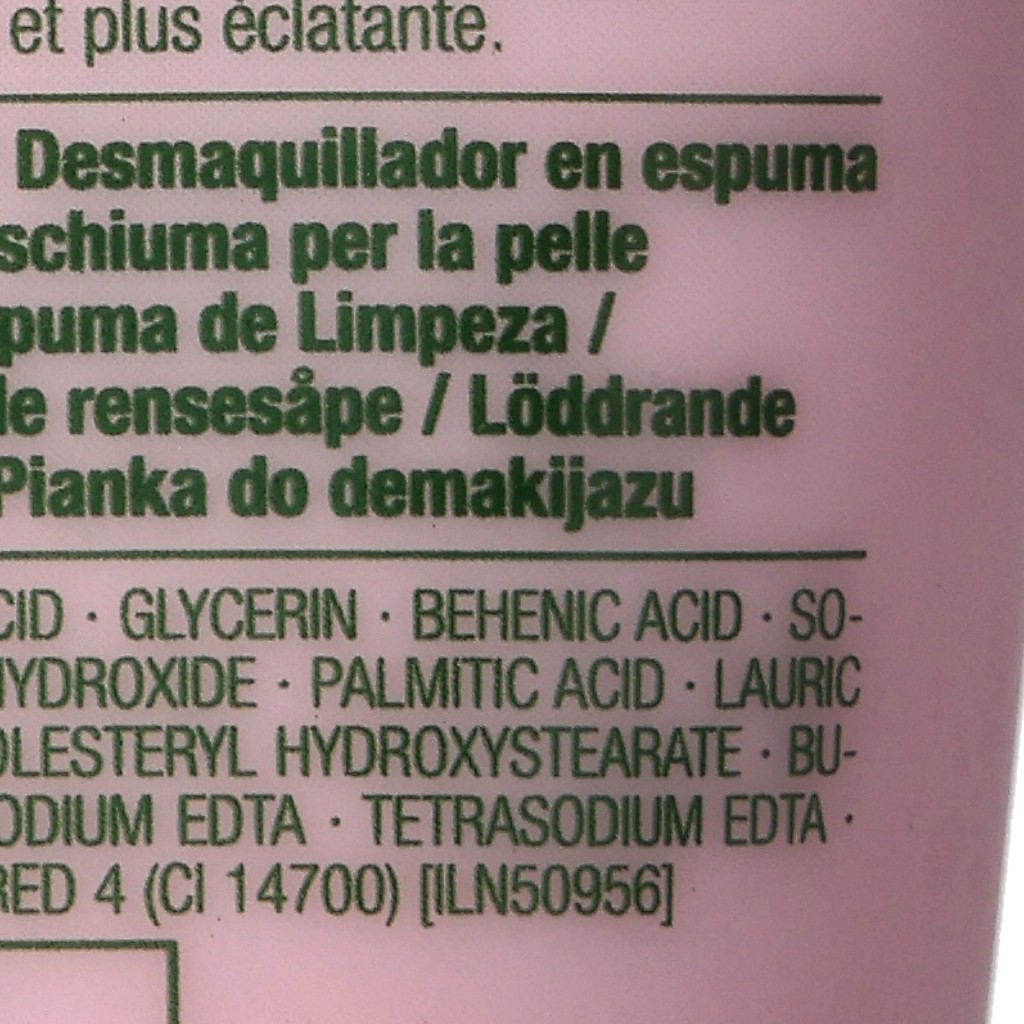 et plus éclatante.
Desmaquillador en espuma
schiuma per la pelle
puma de Limpeza /
le rensesåpe / Löddrande
Pianka do demakijazu
CID · GLYCERIN · BEHENIC ACID · SO-
YDROXIDE · PALMITIC ACID · LAURIC
OLESTERYL HYDROXYSTEARATE · BU-
ODIUM EDTA · TETRASODIUM EDTA ·
RED 4 (CI 14700) [ILN50956]